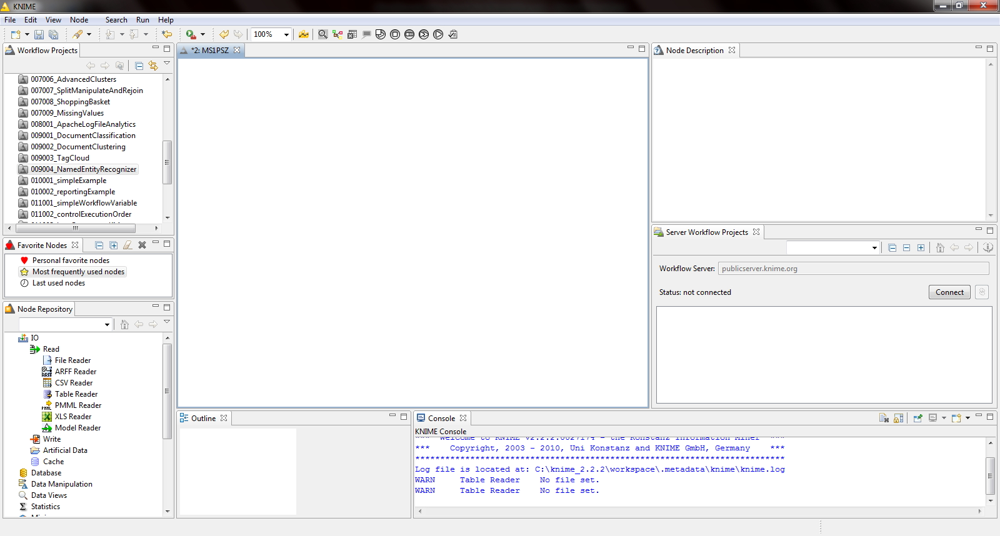 KNIME
File Edit View Node Search Run Help
100%
Workflow Projects
007006_AdvancedClusters
007007_SplitManipulateAndRejoin
007008_ShoppingBasket
007009_MissingValues
008001_ApacheLogFileAnalytics
009001_DocumentClassification
009002_DocumentClustering
009003_TagCloud
009004_NamedEntityRecognizer
010001_simpleExample
010002_reportingExample
011001_simpleWorkflowVariable
011002_controlExecutionOrder
Favorite Nodes
Personal favorite nodes
Most frequently used nodes
Last used nodes
Node Repository
IO
Read
File Reader
ARFF Reader
CSV Reader
Table Reader
PMML Reader
XLS Reader
Model Reader
Write
Artificial Data
Cache
Database
Data Manipulation
Data Views
Statistics
*2: MS1PSZ
Node Description
Server Workflow Projects
Workflow Server: publicserver.knime.org
Status: not connected
Connect
Outline
Console
KNIME Console
*** Welcome to KNIME v2.2.2.0027174 - the Konstanz Information Miner ***
*** Copyright, 2003 - 2010, Uni Konstanz and KNIME GmbH, Germany ***
**************************************************************************
Log file is located at: C:\knime_2.2.2\workspace\.metadata\knime\knime.log
WARN Table Reader No file set.
WARN Table Reader No file set.